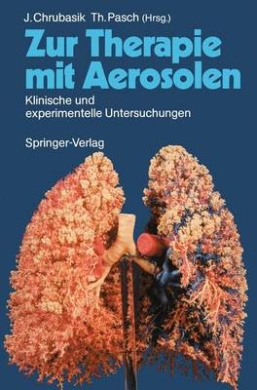 J. Chrubasik Th. Pasch (Hrsg.)
Zur Therapie
mit Aerosolen
Klinische und
experimentelle Untersuchungen
Springer-Verlag